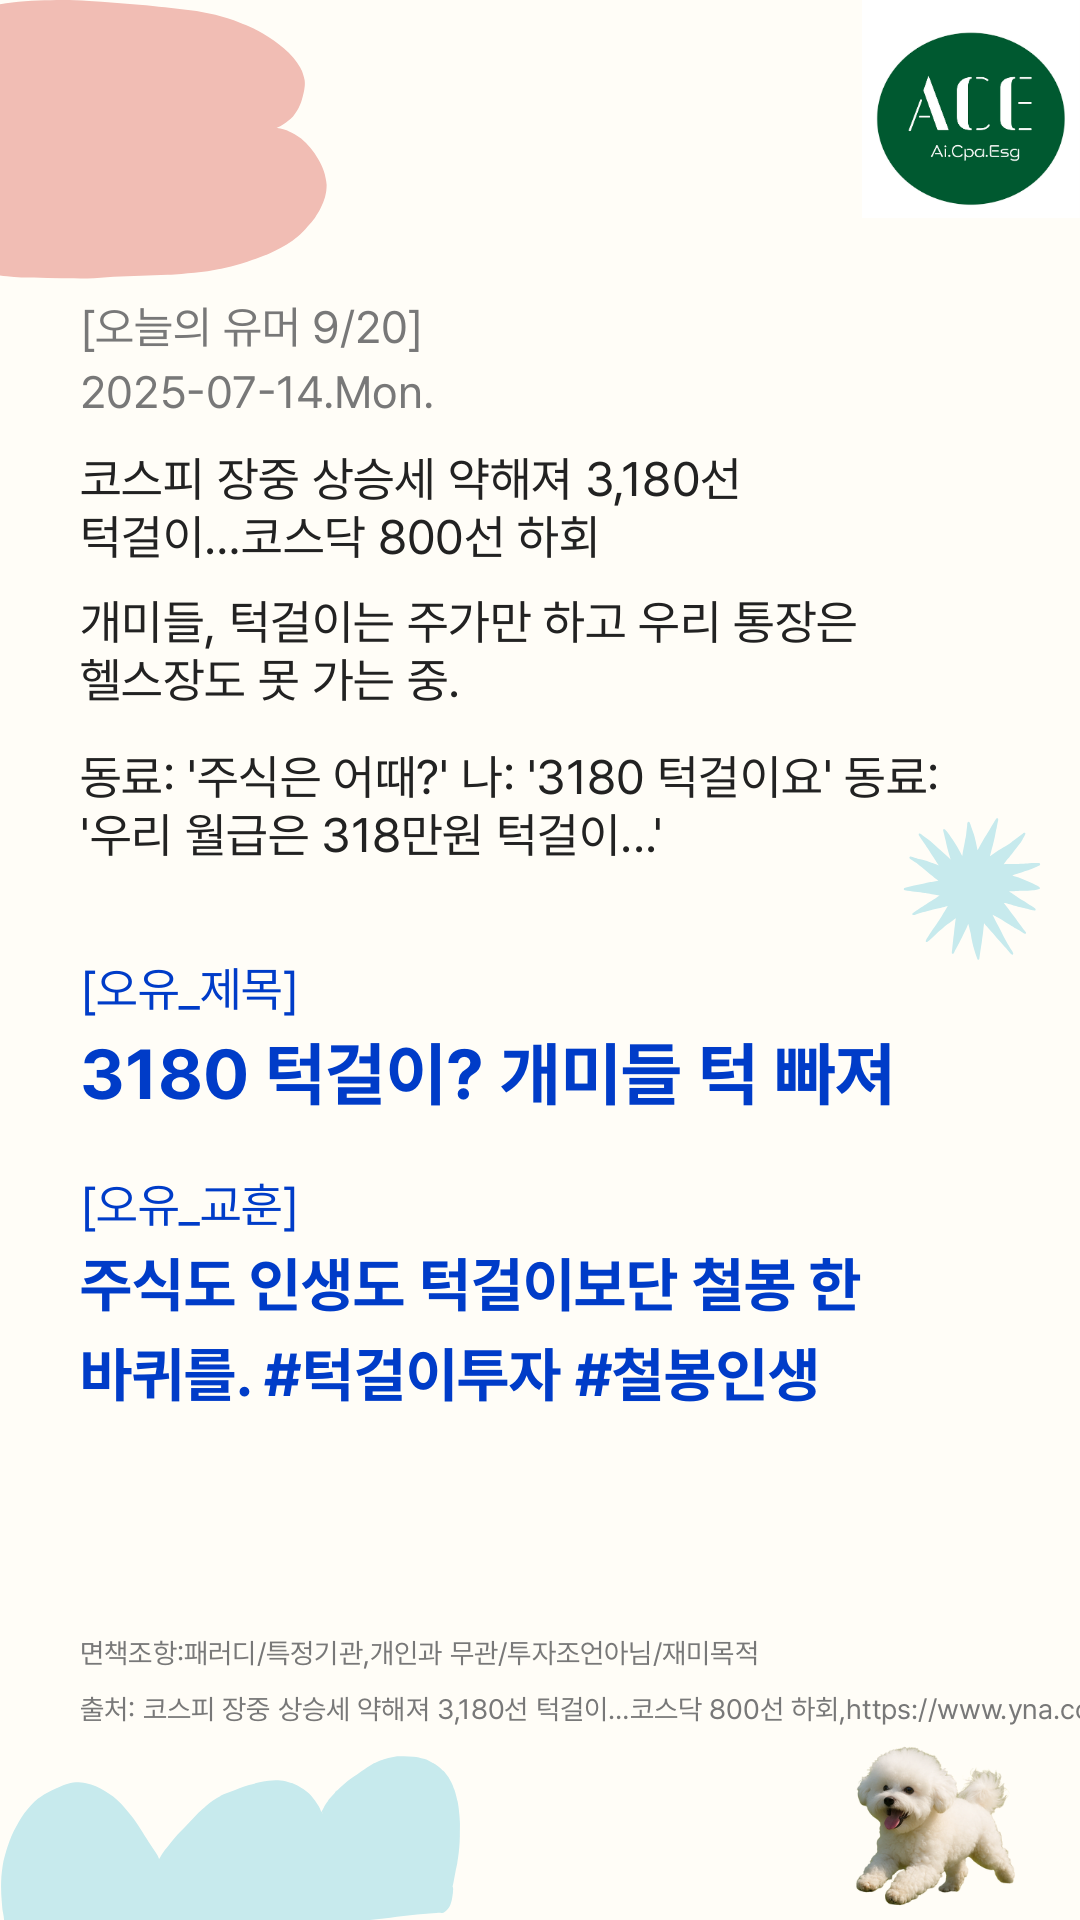 ACE
Ai.Cpa.Esg
[오늘의 유머 9/20]
2025-07-14.Mon.
코스피 장중 상승세 약해져 3,180선
턱걸이...코스닥 800선 하회
개미들, 턱걸이는 주가만 하고 우리 통장은
헬스장도 못 가는 중.
동료: '주식은 어때?' 나: '3180 턱걸이요' 동료:
'우리 월급은 318만원 턱걸이...'
[오유_제목]
3180 턱걸이? 개미들 턱 빠져
[오유_교훈]
주식도 인생도 턱걸이보단 철봉 한
바퀴를. #턱걸이투자 #철봉인생
면책조항:패러디/특정기관,개인과 무관/투자조언아님/재미목적
출처: 코스피 장중 상승세 약해져 3,180선 턱걸이...코스닥 800선 하회,https://www.yna.co